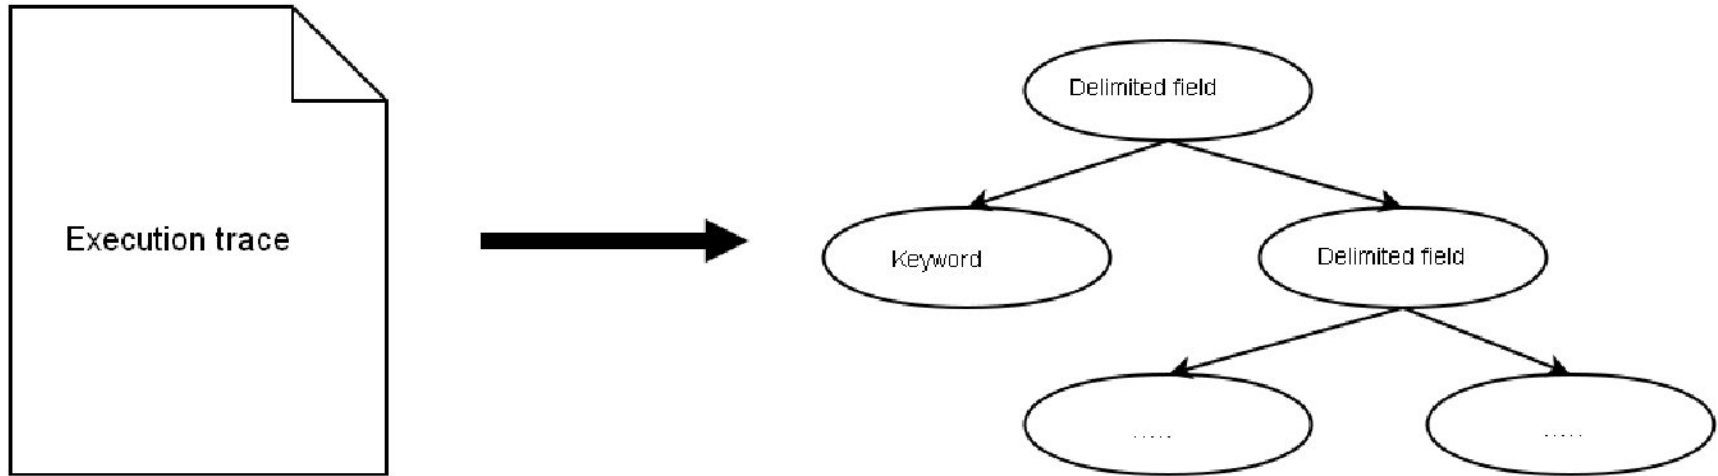 Delimited field
Execution trace
Keyword
Delimited field
.....
.....